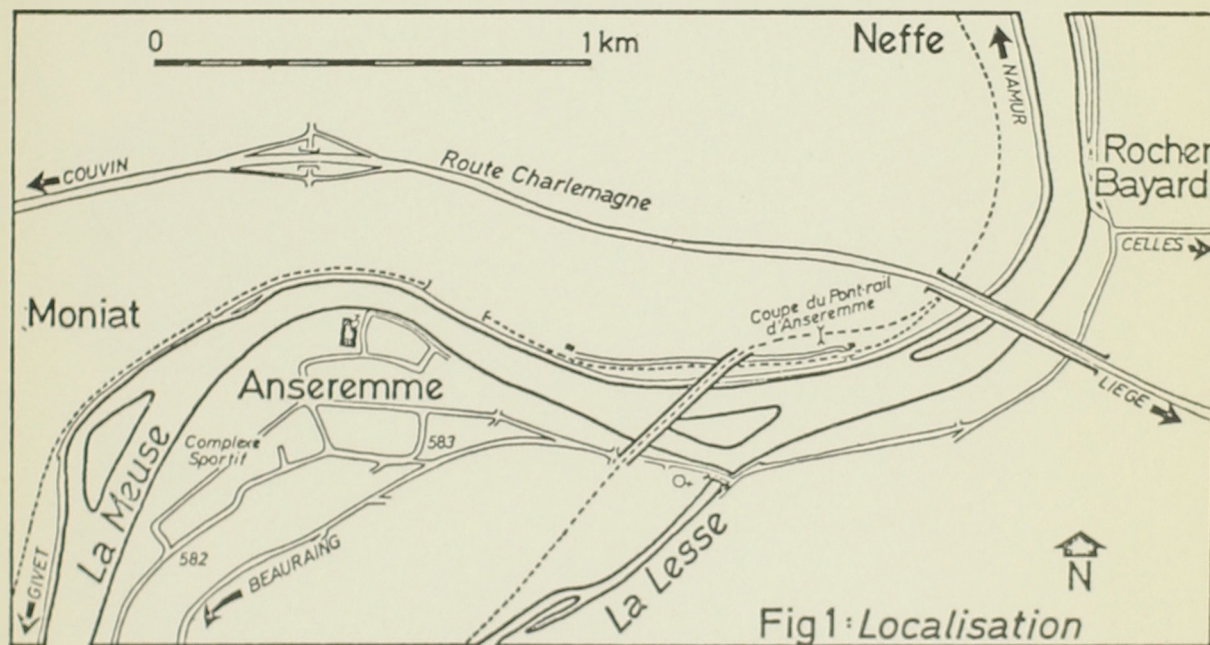 0
1 km
Neffe
NAMUR
Rocher
Bayard
COUVIN
Route Charlemagne
CELLES
Moniat
Coupe du Pont-rail
d'Anseremme
Anseremme
LIEGE
Complexe
Sportif
583
La Meuse
582
BEAURAING
GIVET
La Lesse
N
Fig 1: Localisation